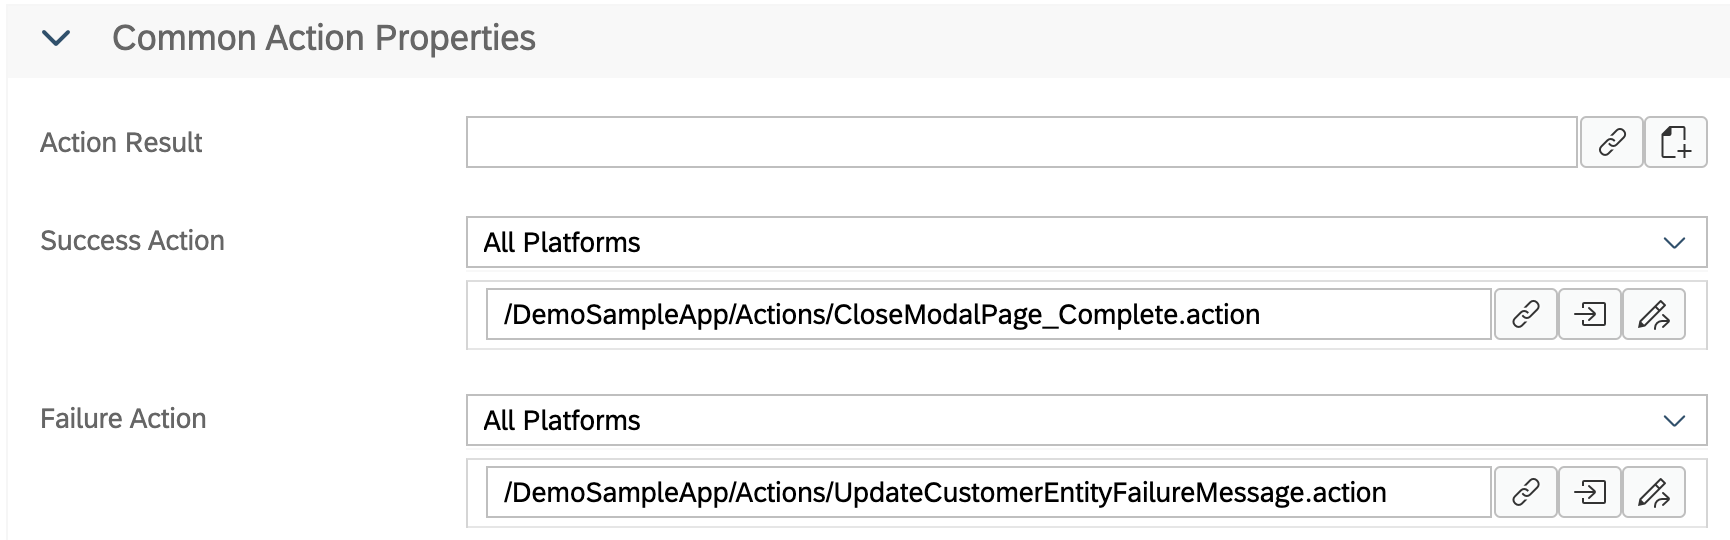 Common Action Properties
Action Result
Success Action
All Platforms
/DemoSampleApp/Actions/CloseModalPage_Complete.action
Failure Action
All Platforms
/DemoSampleApp/Actions/UpdateCustomerEntityFailureMessage.action